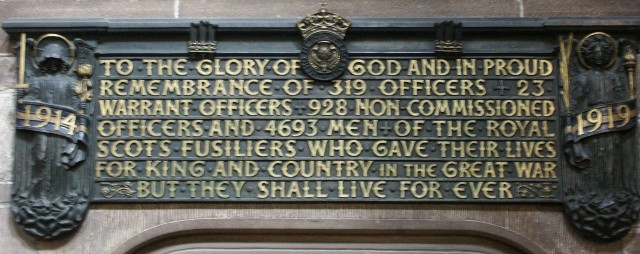 TO THE GLORY OF GOD AND IN PROUD
REMEMBRANCE OF 319 OFFICERS + 23
WARRANT OFFICERS + 928 NON-COMMISSIONED
1914 OFFICERS AND 4693 MEN + OF THE ROYAL 1919
SCOTS FUSILIERS WHO GAVE THEIR LIVES
FOR KING AND COUNTRY IN THE GREAT WAR
BUT THEY SHALL LIVE FOR EVER